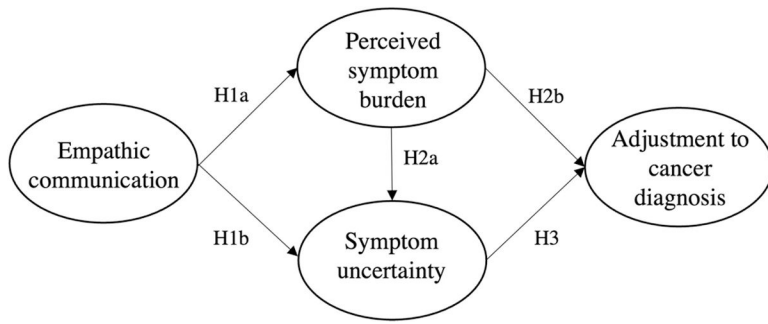 Perceived
symptom
burden
H1a
H2b
Empathic
communication
H2a
Adjustment to
cancer
diagnosis
H1b
Symptom
uncertainty
H3